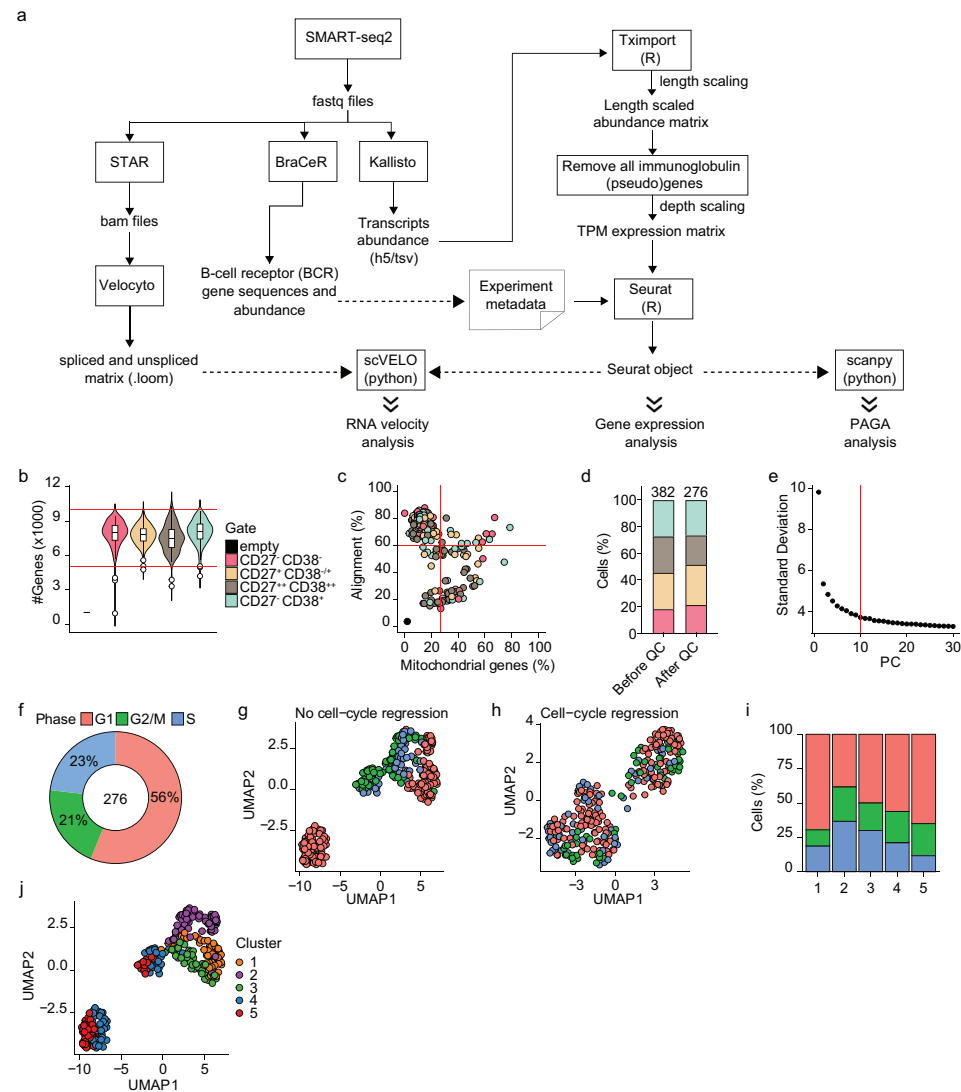 a
SMART-seq2
fastq files
STAR
BraCeR
Kallisto
bam files
Velocyto
spliced and unspliced
matrix (.loom)
B-cell receptor (BCR)
gene sequences and
abundance
Transcripts
abundance
(h5/tsv)
Tximport
(R)
length scaling
Length scaled
abundance matrix
Remove all immunoglobulin
(pseudo)genes
depth scaling
TPM expression matrix
Experiment
metadata
Seurat
(R)
scVELO
(python)
Seurat object
scanpy
(python)
RNA velocity
analysis
Gene expression
analysis
PAGA
analysis
b
#Genes (x1000)
12
9
6
3
0
Gate
empty
CD27⁻ CD38⁻
CD27⁺ CD38⁻/⁺
CD27⁺⁺ CD38⁺⁺
CD27⁻ CD38⁺
c
Alignment (%)
100
80
60
40
20
0
0 20 40 60 80 100
Mitochondrial genes (%)
d
Cells (%)
382 276
100
80
60
40
20
0
Before QC
After QC
e
Standard Deviation
10
8
6
4
0 10 20 30
PC
f
Phase G1 G2/M S
23%
56%
21%
276
g
No cell-cycle regression
UMAP2
2.5
0.0
−2.5
−10 −5 0 5
UMAP1
h
Cell-cycle regression
UMAP2
4
2
0
−2
−3 0 3
UMAP1
i
Cells (%)
100
75
50
25
0
1 2 3 4 5
j
UMAP2
2.5
0.0
−2.5
−10 −5 0 5
UMAP1
Cluster
1
2
3
4
5